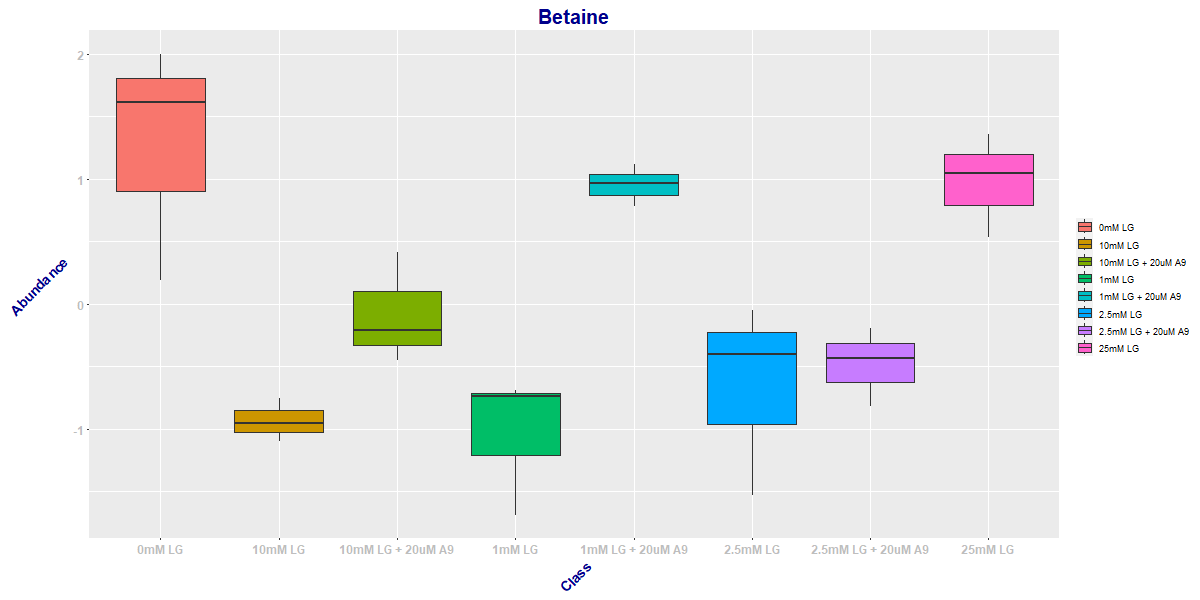 Betaine
Abundance
2
1
0
-1
0mM LG
10mM LG
10mM LG + 20uM A9
1mM LG
1mM LG + 20uM A9
2.5mM LG
2.5mM LG + 20uM A9
25mM LG
Class
0mM LG
10mM LG
10mM LG + 20uM A9
1mM LG
1mM LG + 20uM A9
2.5mM LG
2.5mM LG + 20uM A9
25mM LG